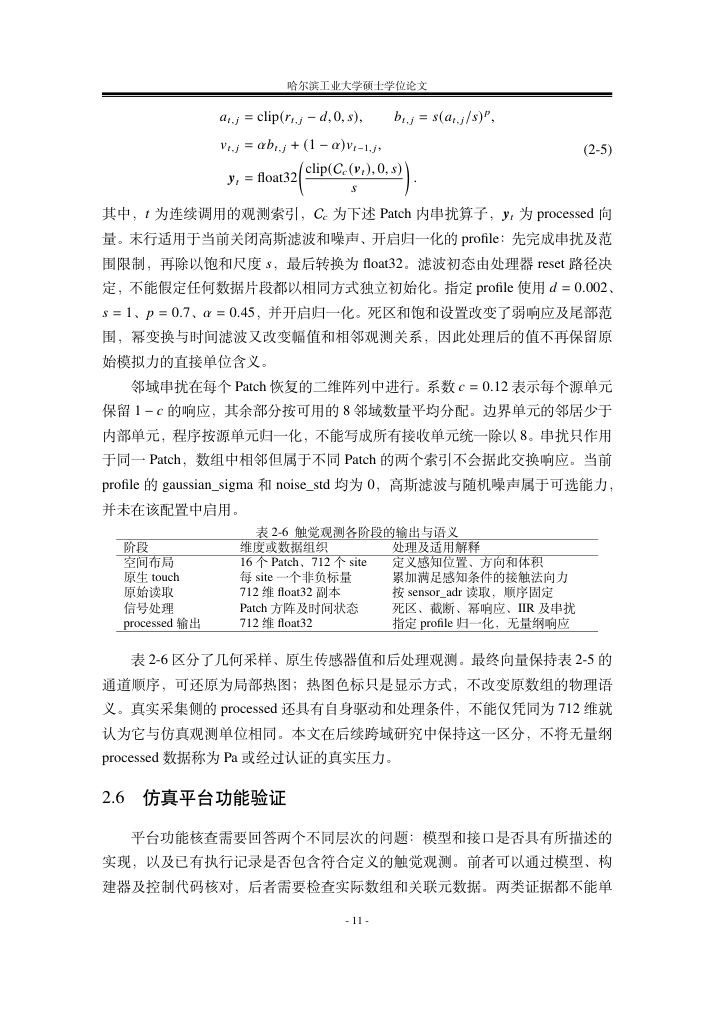 哈尔滨工业大学硕士学位论文
a_{t,j} = clip(r_{t,j} − d, 0, s),  b_{t,j} = s(a_{t,j}/s)^p,
v_{t,j} = αb_{t,j} + (1 − α)v_{t−1,j},
(2-5)
y_t = float32(clip(C_c(v_t), 0, s) / s).
其中，t 为连续调用的观测索引，C_c 为下述 Patch 内串扰算子，y_t 为 processed 向
量。末行适用于当前关闭高斯滤波和噪声、开启归一化的 profile：先完成串扰及范
围限制，再除以饱和尺度 s，最后转换为 float32。滤波初态由处理器 reset 路径决
定，不能假定任何数据片段都以相同方式独立初始化。指定 profile 使用 d = 0.002、
s = 1、p = 0.7、α = 0.45，并开启归一化。死区和饱和设置改变了弱响应及尾部范
围，幂变换与时间滤波又改变幅值和相邻观测关系，因此处理后的值不再保留原
始模拟力的直接单位含义。
邻域串扰在每个 Patch 恢复的二维阵列中进行。系数 c = 0.12 表示每个源单元
保留 1 − c 的响应，其余部分按可用的 8 邻域数量平均分配。边界单元的邻居少于
内部单元，程序按源单元归一化，不能写成所有接收单元统一除以 8。串扰只作用
于同一 Patch，数组中相邻但属于不同 Patch 的两个索引不会据此交换响应。当前
profile 的 gaussian_sigma 和 noise_std 均为 0，高斯滤波与随机噪声属于可选能力，
并未在该配置中启用。
表 2-6 触觉观测各阶段的输出与语义
阶段 维度或数据组织 处理及适用解释
空间布局 16 个 Patch、712 个 site 定义感知位置、方向和体积
原生 touch 每 site 一个非负标量 累加满足感知条件的接触法向力
原始读取 712 维 float32 副本 按 sensor_adr 读取，顺序固定
信号处理 Patch 方阵及时间状态 死区、截断、幂响应、IIR 及串扰
processed 输出 712 维 float32 指定 profile 归一化，无量纲响应
表 2-6 区分了几何采样、原生传感器值和后处理观测。最终向量保持表 2-5 的
通道顺序，可还原为局部热图；热图色标只是显示方式，不改变原数组的物理语
义。真实采集侧的 processed 还具有自身驱动和处理条件，不能仅凭同为 712 维就
认为它与仿真观测单位相同。本文在后续跨域研究中保持这一区分，不将无量纲
processed 数据称为 Pa 或经过认证的真实压力。
2.6 仿真平台功能验证
平台功能核查需要回答两个不同层次的问题：模型和接口是否具有所描述的
实现，以及已有执行记录是否包含符合定义的触觉观测。前者可以通过模型、构
建器及控制代码核对，后者需要检查实际数组和关联元数据。两类证据都不能单
- 11 -